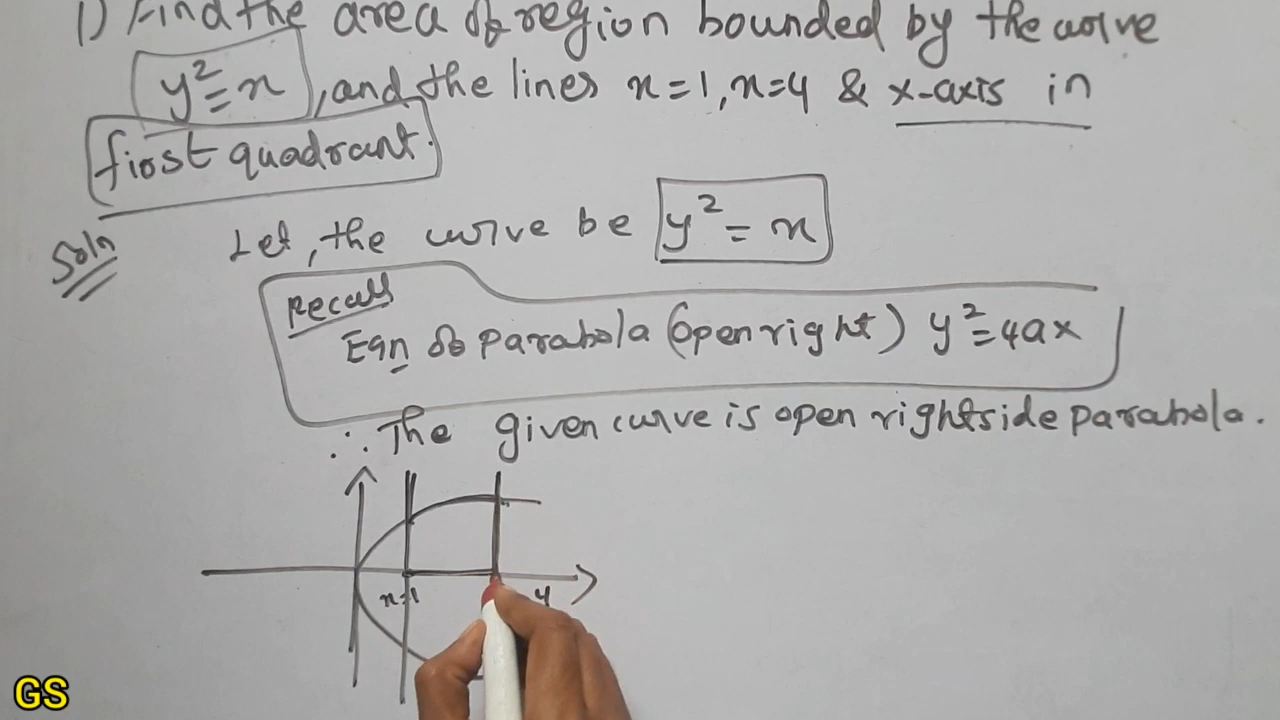 1) Find the area of region bounded by the curve
y²=x, and the lines x=1, x=4 & x-axis in
first quadrant.
Soln
Let, the curve be y² = x
Recall
Eqn of parabola (open right) y²=4ax
∴ The given curve is open rightside parabola.
x=1
4
GS